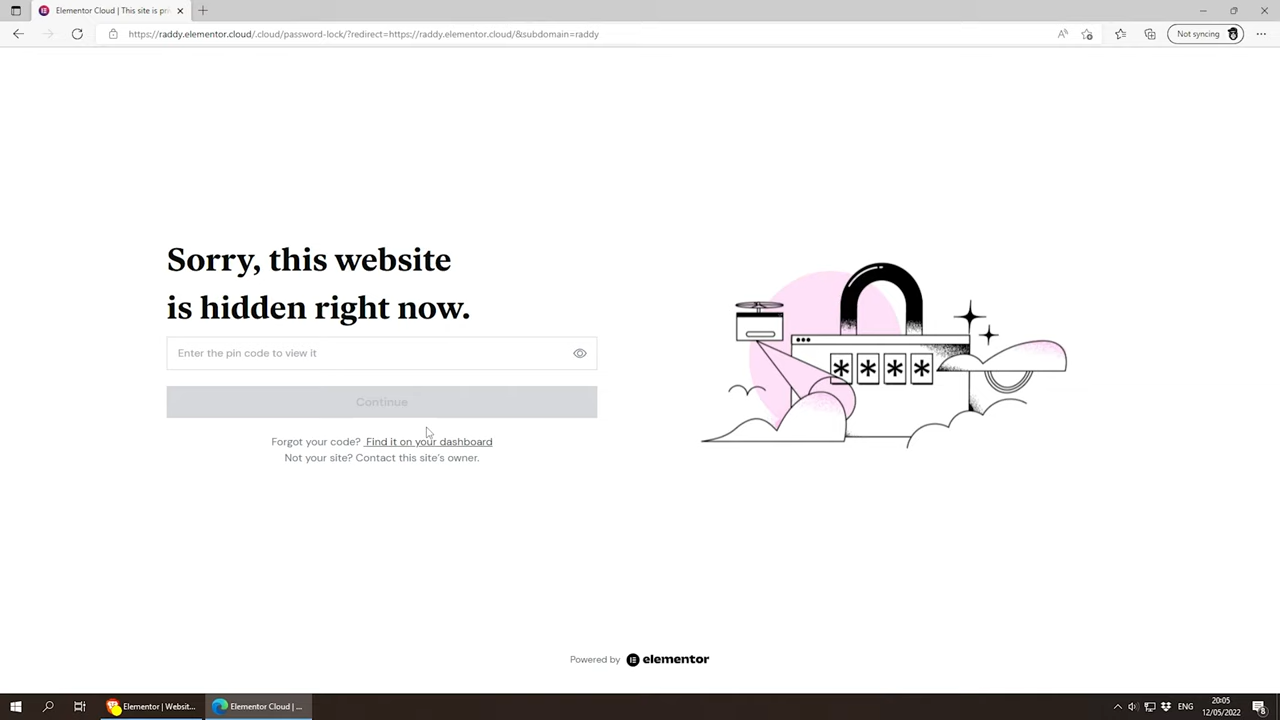 Elementor Cloud | This site is pri
https://raddy.elementor.cloud/.cloud/password-lock/?redirect=https://raddy.elementor.cloud/&subdomain=raddy
Not syncing
Sorry, this website
is hidden right now.
Enter the pin code to view it
Continue
Forgot your code? Find it on your dashboard
Not your site? Contact this site's owner.
* * * *
Powered by elementor
Elementor | Websit...
Elementor Cloud | ...
ENG
20:05
12/05/2022
8